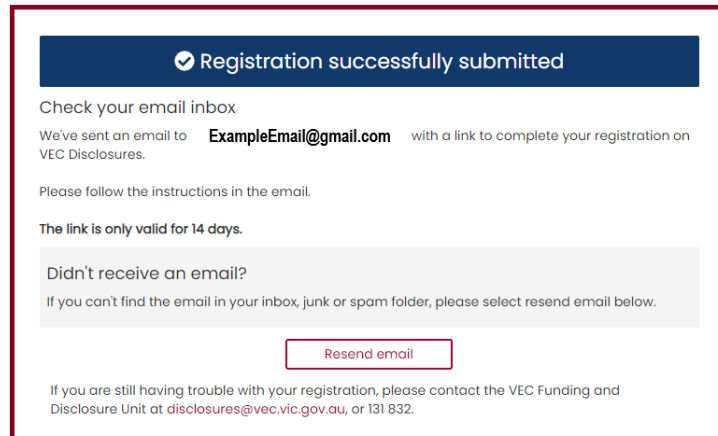 Registration successfully submitted
Check your email inbox
We've sent an email to ExampleEmail@gmail.com with a link to complete your registration on
VEC Disclosures.
Please follow the instructions in the email.
The link is only valid for 14 days.
Didn't receive an email?
If you can't find the email in your inbox, junk or spam folder, please select resend email below.
Resend email
If you are still having trouble with your registration, please contact the VEC Funding and
Disclosure Unit at disclosures@vec.vic.gov.au, or 131 832.